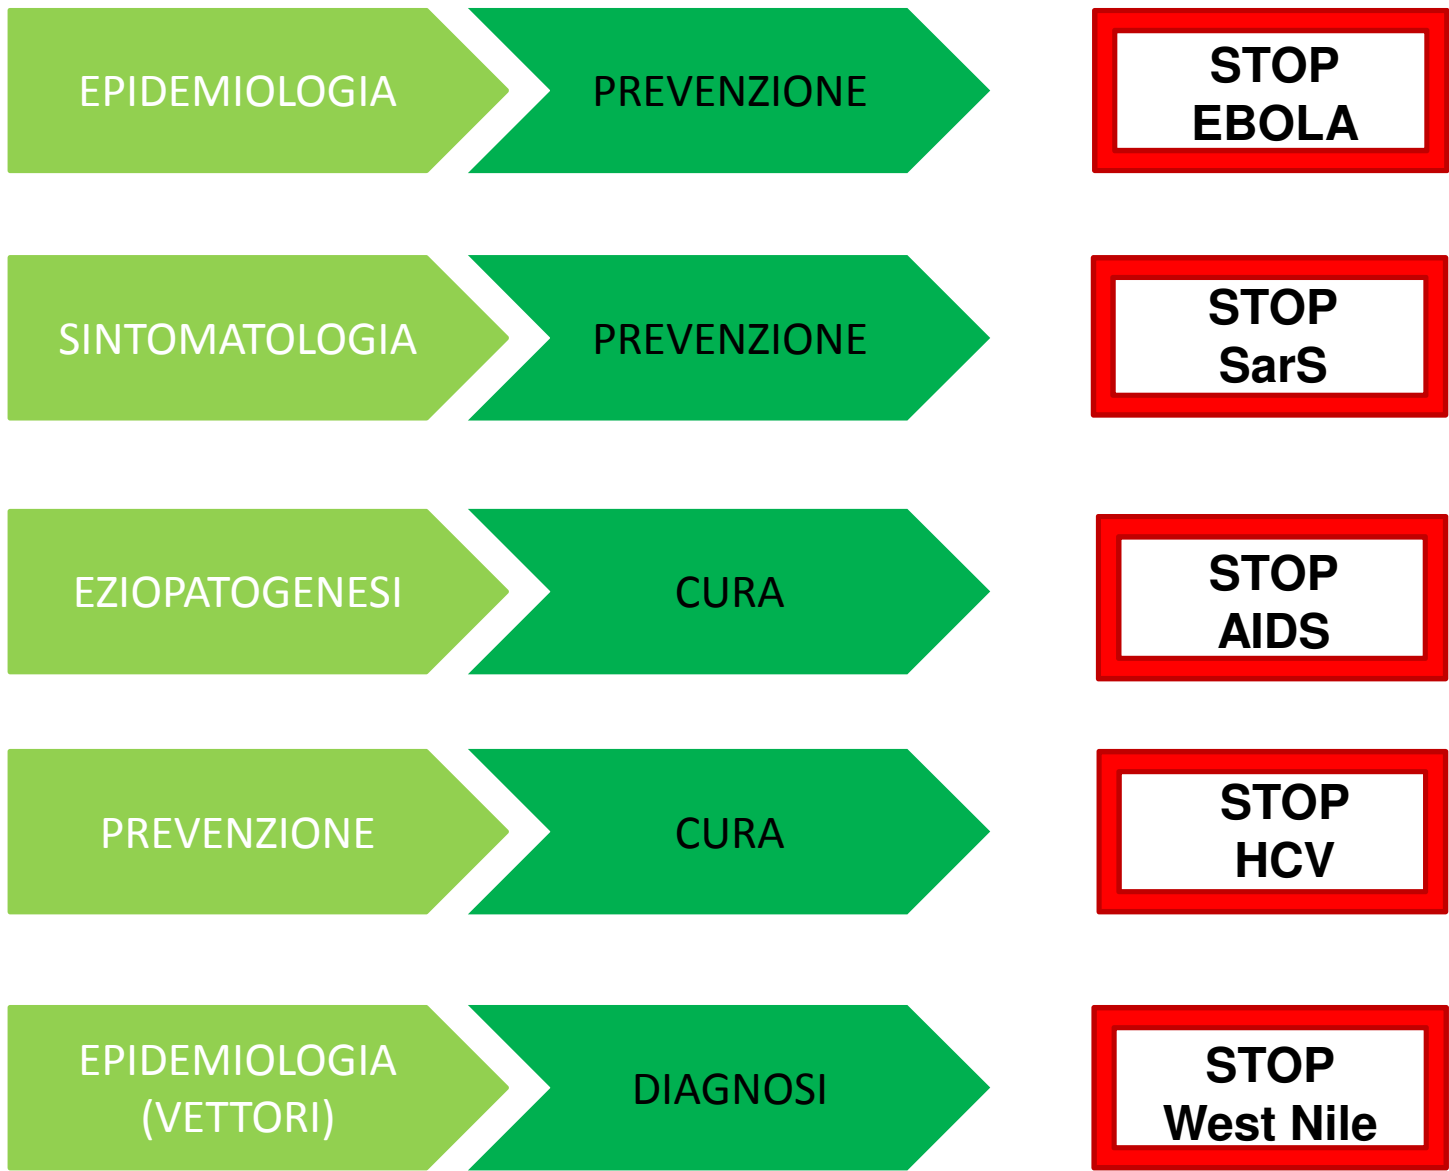 EPIDEMIOLOGIA
PREVENZIONE
STOP
EBOLA
SINTOMATOLOGIA
PREVENZIONE
STOP
SarS
EZIOPATOGENESI
CURA
STOP
AIDS
PREVENZIONE
CURA
STOP
HCV
EPIDEMIOLOGIA
(VETTORI)
DIAGNOSI
STOP
West Nile